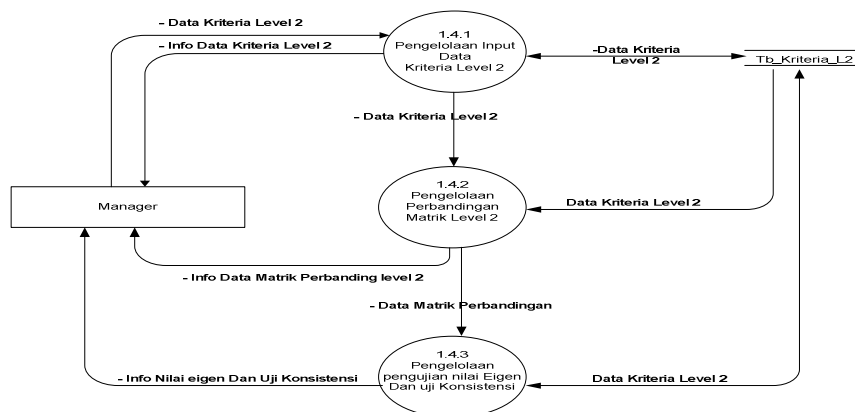 - Data Kriteria Level 2
- Info Data Kriteria Level 2
1.4.1
Pengelolaan Input
Data
Kriteria Level 2
-Data Kriteria
Level 2
Tb_Kriteria_L2
- Data Kriteria Level 2
Manager
1.4.2
Pengelolaan
Perbandingan
Matrik Level 2
Data Kriteria Level 2
- Info Data Matrik Perbanding level 2
- Data Matrik Perbandingan
1.4.3
Pengelolaan
pengujian nilai Eigen
Dan uji Konsistensi
- Info Nilai eigen Dan Uji Konsistensi
Data Kriteria Level 2